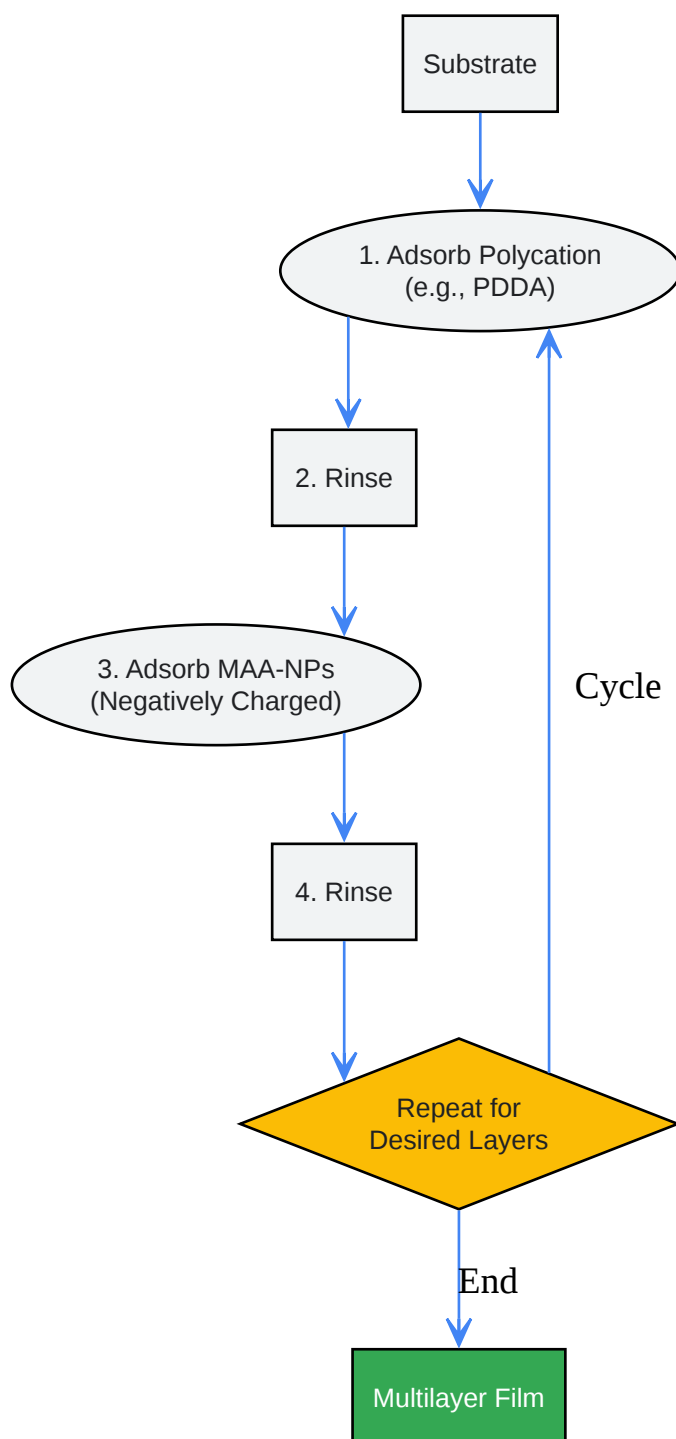 Substrate
1. Adsorb Polycation
(e.g., PDDA)
2. Rinse
3. Adsorb MAA-NPs
(Negatively Charged)
Cycle
4. Rinse
Repeat for
Desired Layers
End
Multilayer Film